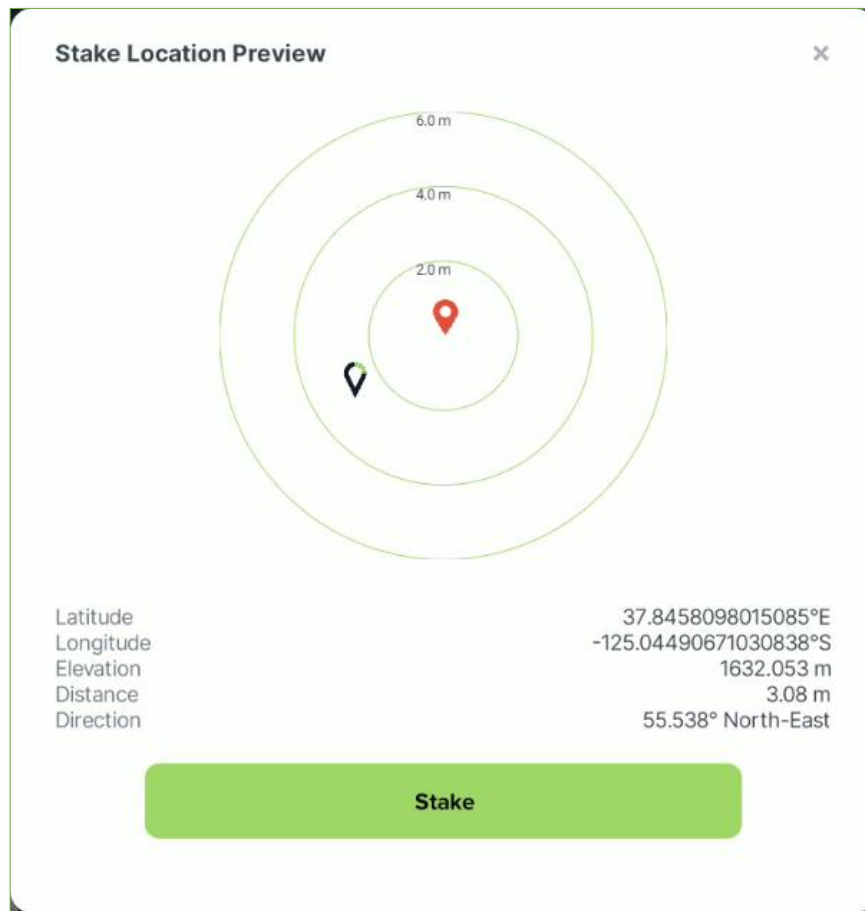 Stake Location Preview ×
6.0 m
4.0 m
2.0 m
Latitude 37.8458098015085°E
Longitude -125.04490671030838°S
Elevation 1632.053 m
Distance 3.08 m
Direction 55.538° North-East
Stake